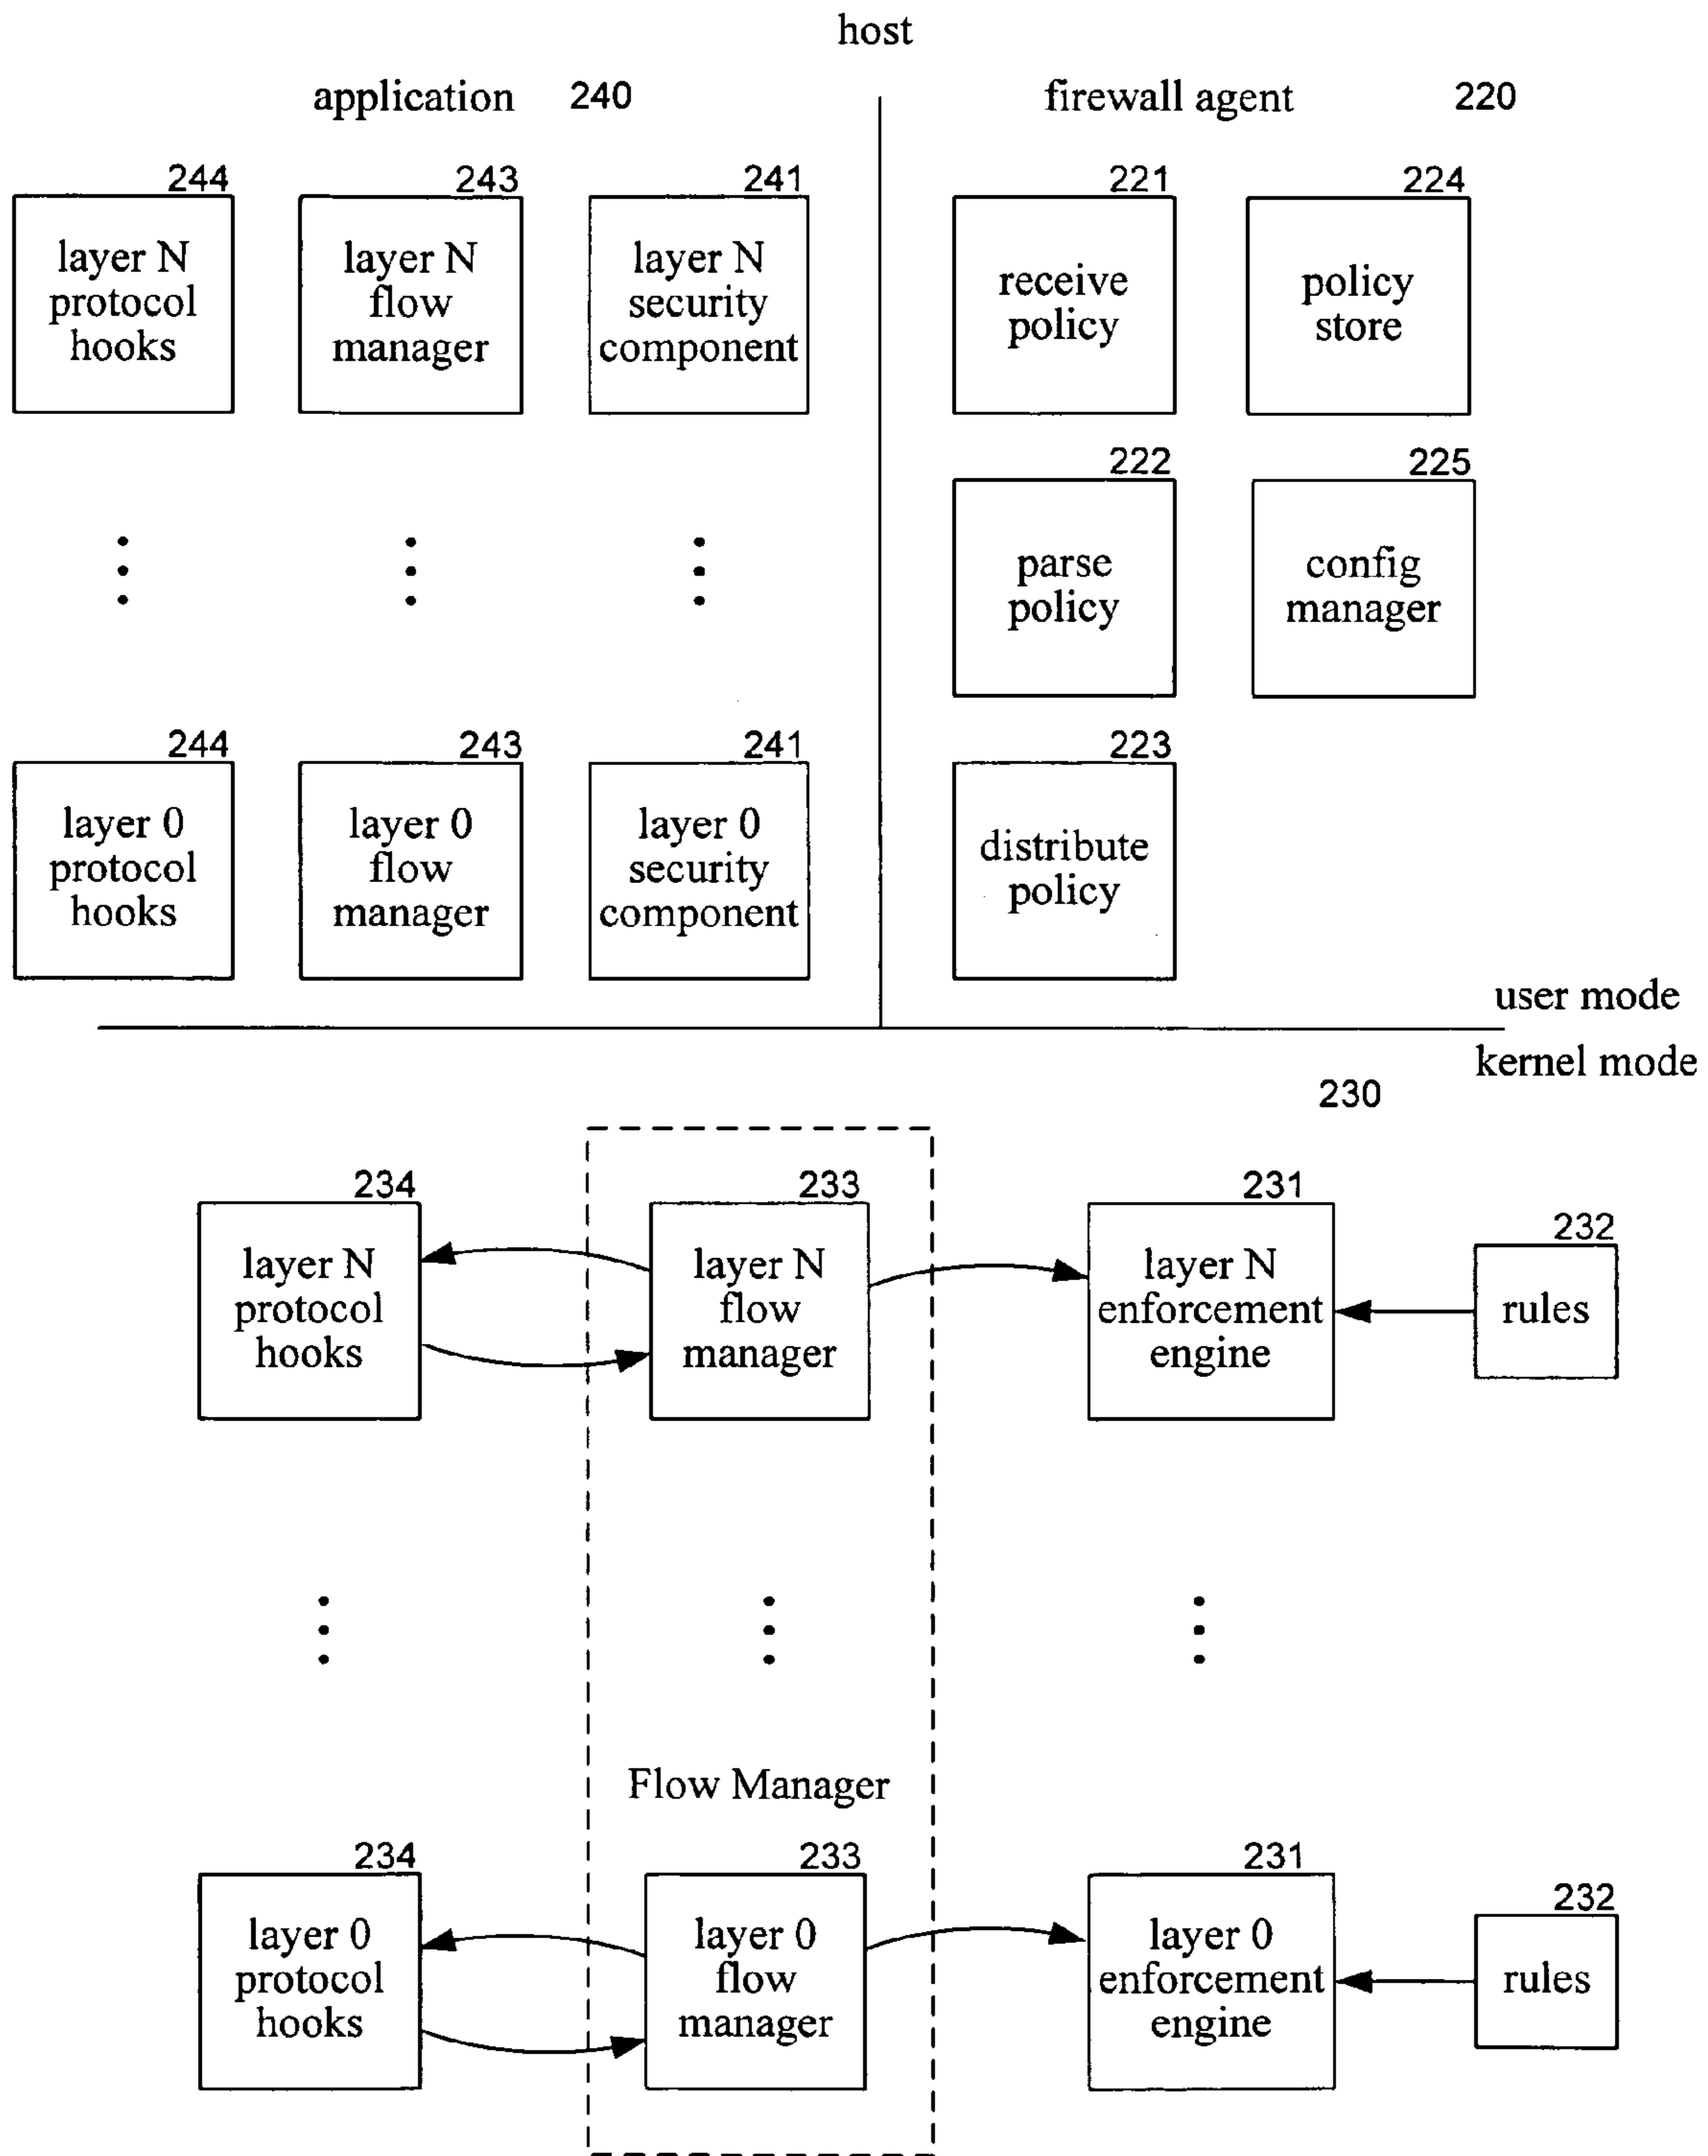 host
application 240
firewall agent 220
244
layer N
protocol
hooks
243
layer N
flow
manager
241
layer N
security
component
221
receive
policy
224
policy
store
222
parse
policy
225
config
manager
244
layer 0
protocol
hooks
243
layer 0
flow
manager
241
layer 0
security
component
223
distribute
policy
user mode
kernel mode
230
234
layer N
protocol
hooks
233
layer N
flow
manager
231
layer N
enforcement
engine
232
rules
Flow Manager
234
layer 0
protocol
hooks
233
layer 0
flow
manager
231
layer 0
enforcement
engine
232
rules